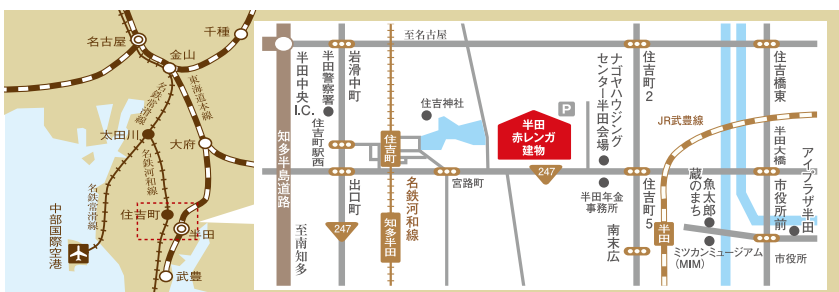 千種
名古屋
金山
東海道本線
名鉄常滑線
太田川
大府
名鉄河和線
名鉄常滑線
住吉町
半田
中部国際空港
武豊
至名古屋
半田中央I.C.
半田警察署
岩滑中町
住吉神社
P
ナゴヤハウジングセンター半田会場
住吉町2
住吉橋東
JR武豊線
半田
赤レンガ
建物
住吉町駅西
住吉町
知多半島道路
出口町
宮路町
247
半田年金
事務所
住吉町5
半田大橋
市役所前
アイプラザ半田
魚太郎
蔵のまち
名鉄河和線
247
知多半田
至南知多
南末広
半田
ミツカンミュージアム
(MIM)
市役所